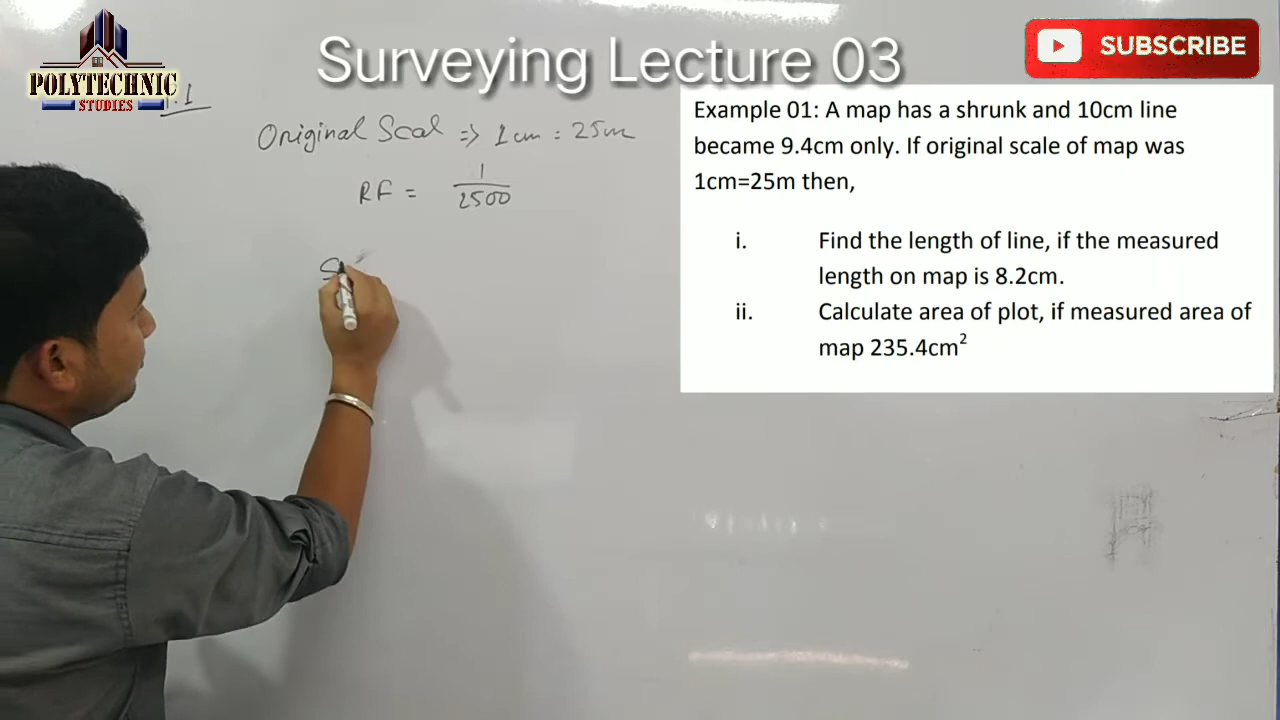 Surveying Lecture 03
SUBSCRIBE
POLYTECHNIC
STUDIES
Original Scal => 1 cm = 25m
RF = 1/2500
S
Example 01: A map has a shrunk and 10cm line
became 9.4cm only. If original scale of map was
1cm=25m then,
i. Find the length of line, if the measured
length on map is 8.2cm.
ii. Calculate area of plot, if measured area of
map 235.4cm²